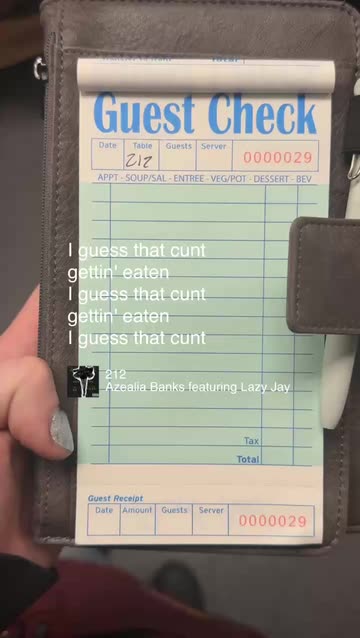 Total
Guest Check
Date Table Guests Server
212 0000029
APPT - SOUP/SAL - ENTREE - VEG/POT - DESSERT - BEV
I guess that cunt
gettin' eaten
I guess that cunt
gettin' eaten
I guess that cunt
212
Azealia Banks featuring Lazy Jay
Tax
Total
Guest Receipt
Date Amount Guests Server
0000029